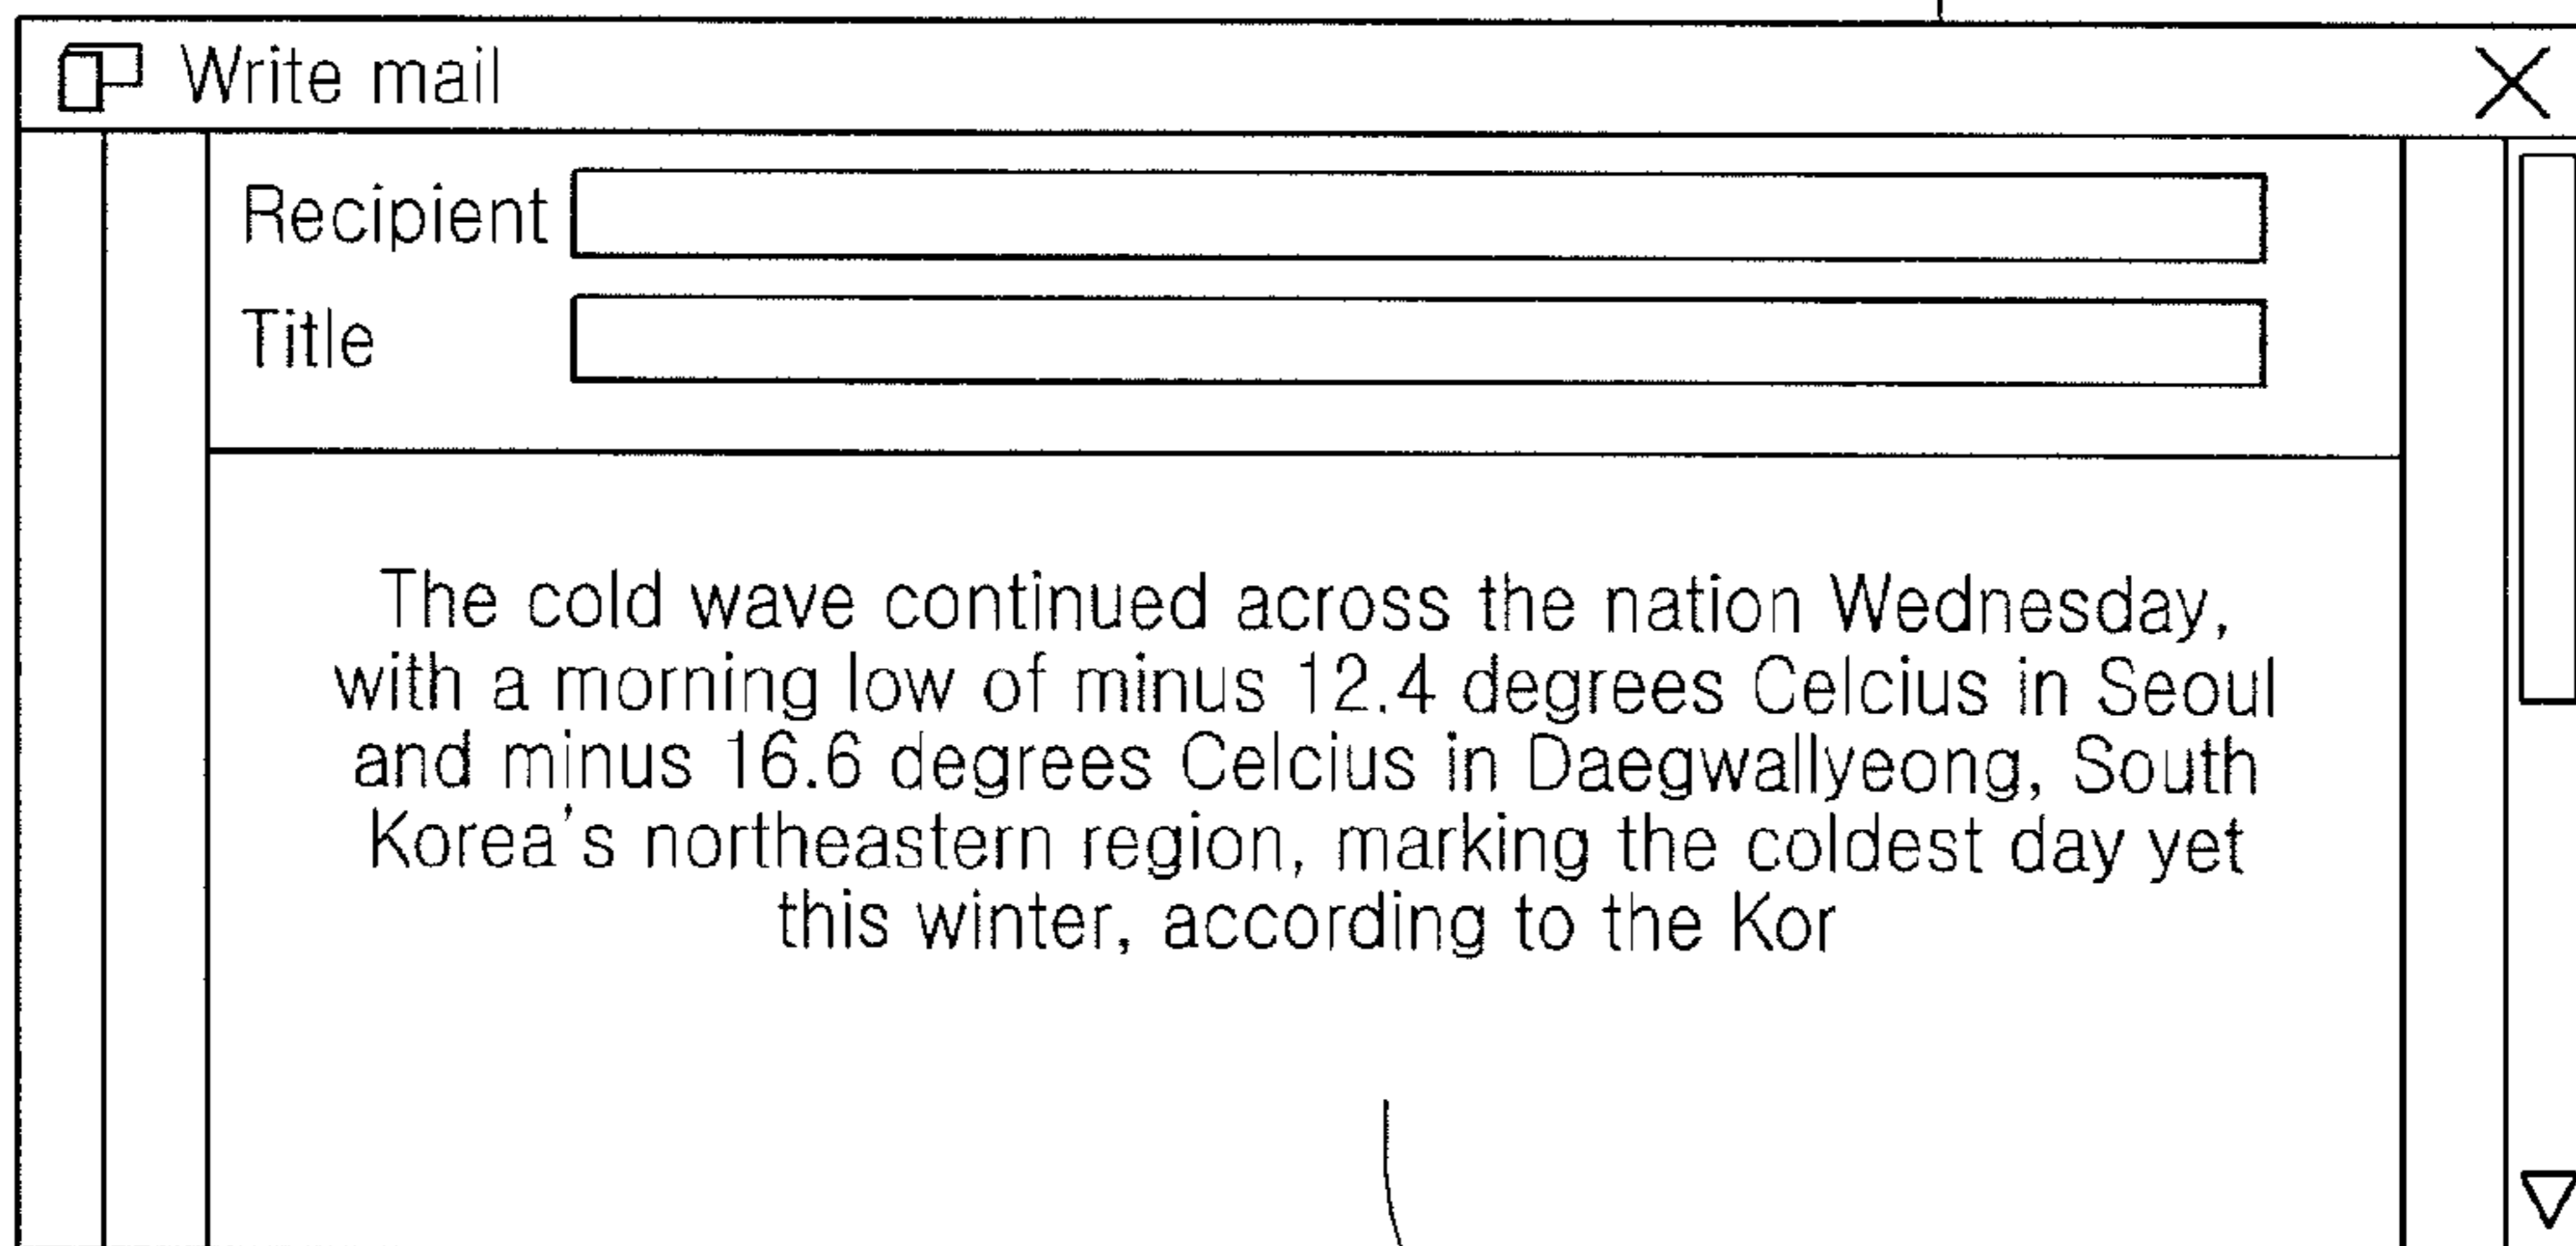 Write mail
Recipient
Title
The cold wave continued across the nation Wednesday,
with a morning low of minus 12.4 degrees Celcius in Seoul
and minus 16.6 degrees Celcius in Daegwallyeong, South
Korea's northeastern region, marking the coldest day yet
this winter, according to the Kor